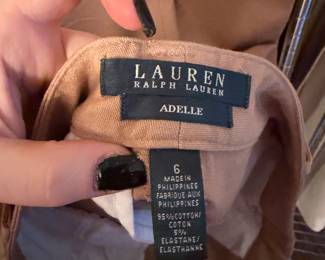 LAUREN
RALPH LAUREN
ADELLE
6
MADE IN
PHILIPPINES
FABRIQUE AUX
PHILIPPINES
95% COTTON/
COTON
5%
ELASTANE/
ELASTHANNE